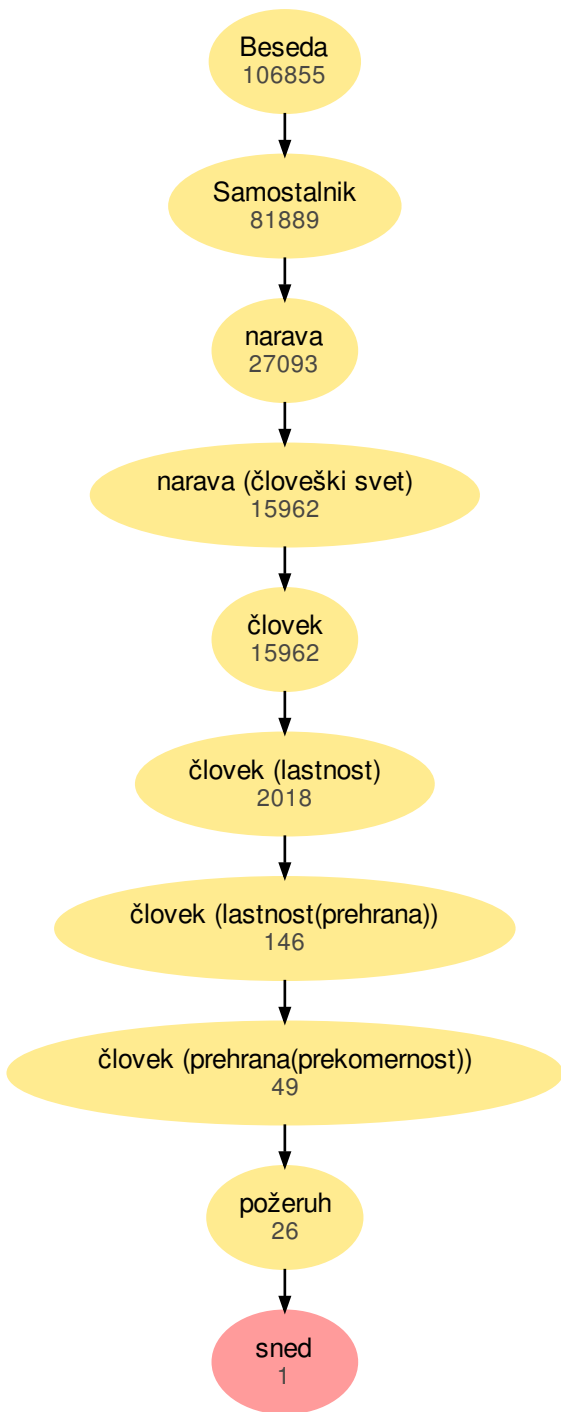 Beseda
106855
Samostalnik
81889
narava
27093
narava (človeški svet)
15962
človek
15962
človek (lastnost)
2018
človek (lastnost(prehrana))
146
človek (prehrana(prekomernost))
49
požeruh
26
sned
1